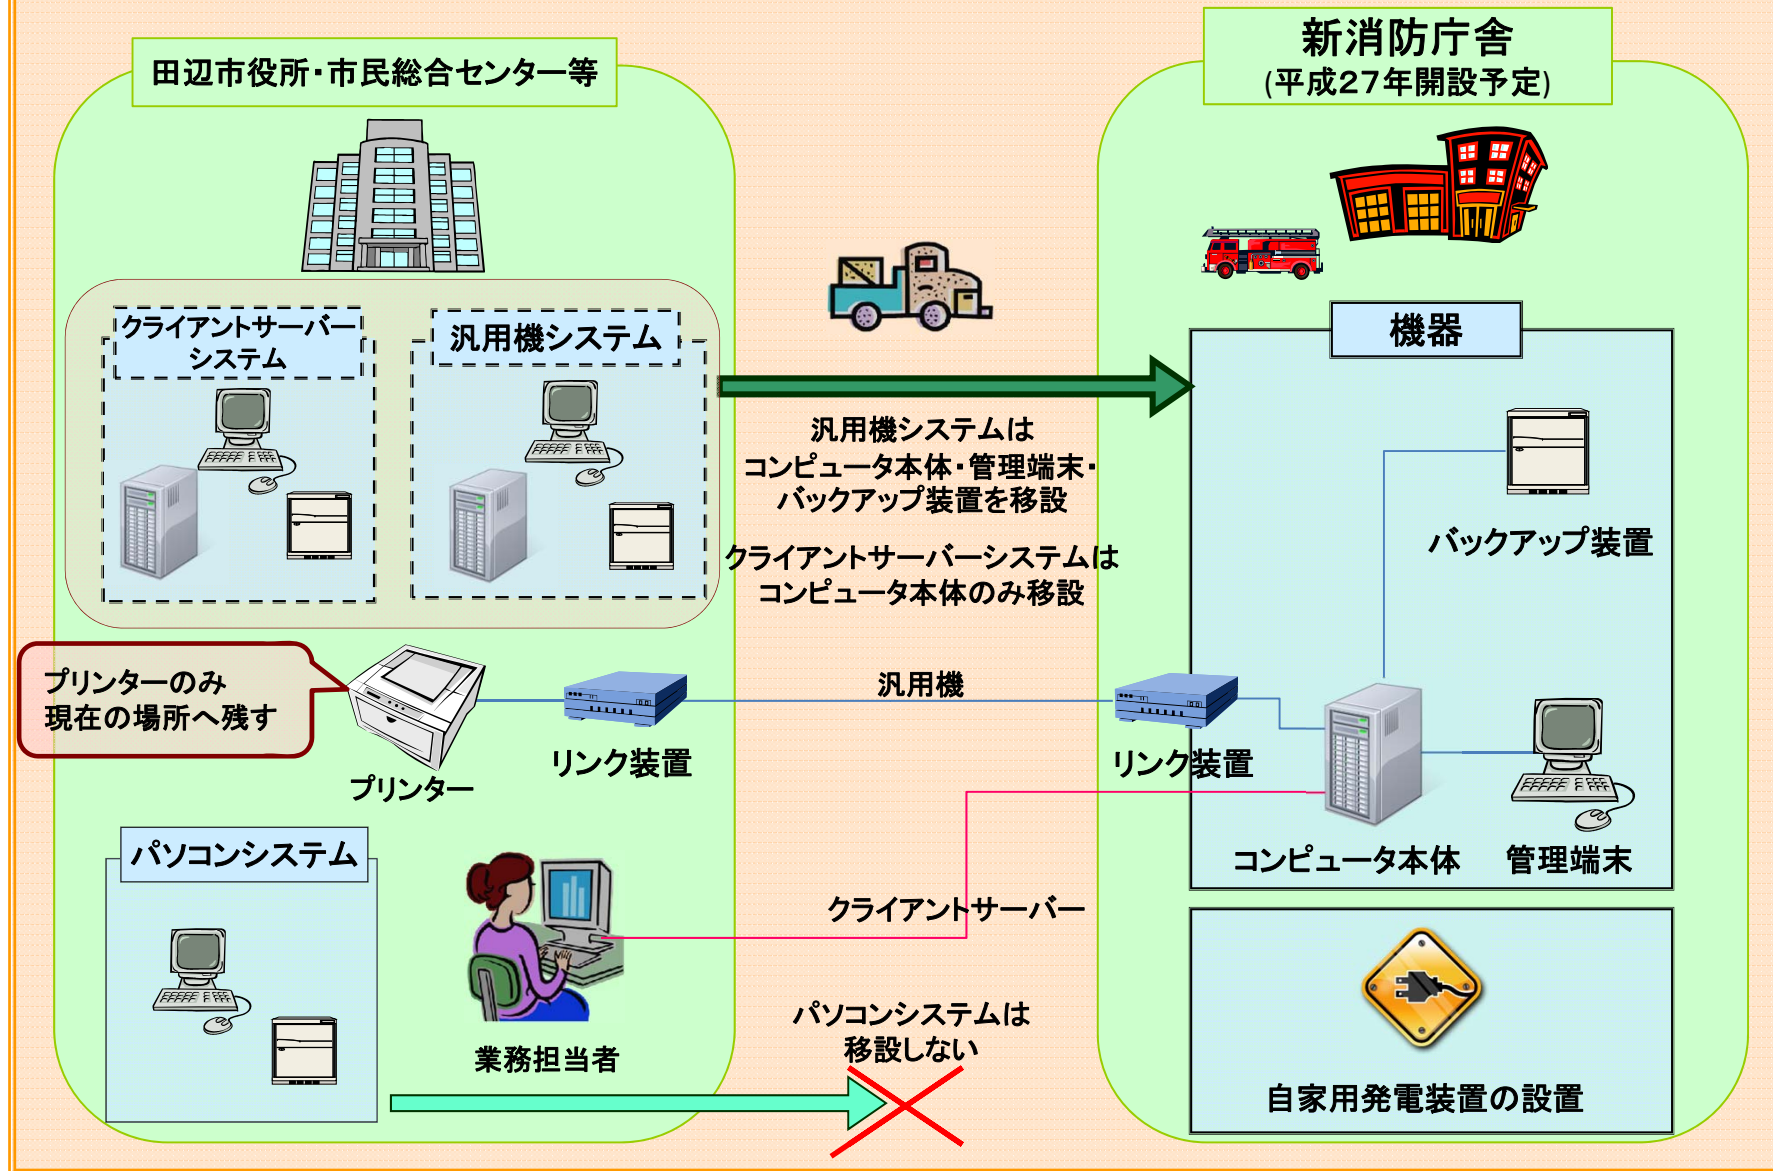 田辺市役所・市民総合センター等
新消防庁舎
(平成27年開設予定)
クライアントサーバー
システム
汎用機システム
機器
汎用機システムは
コンピュータ本体・管理端末・
バックアップ装置を移設
クライアントサーバーシステムは
コンピュータ本体のみ移設
バックアップ装置
プリンターのみ
現在の場所へ残す
プリンター
リンク装置
汎用機
リンク装置
コンピュータ本体
管理端末
パソコンシステム
業務担当者
クライアントサーバー
パソコンシステムは
移設しない
自家用発電装置の設置